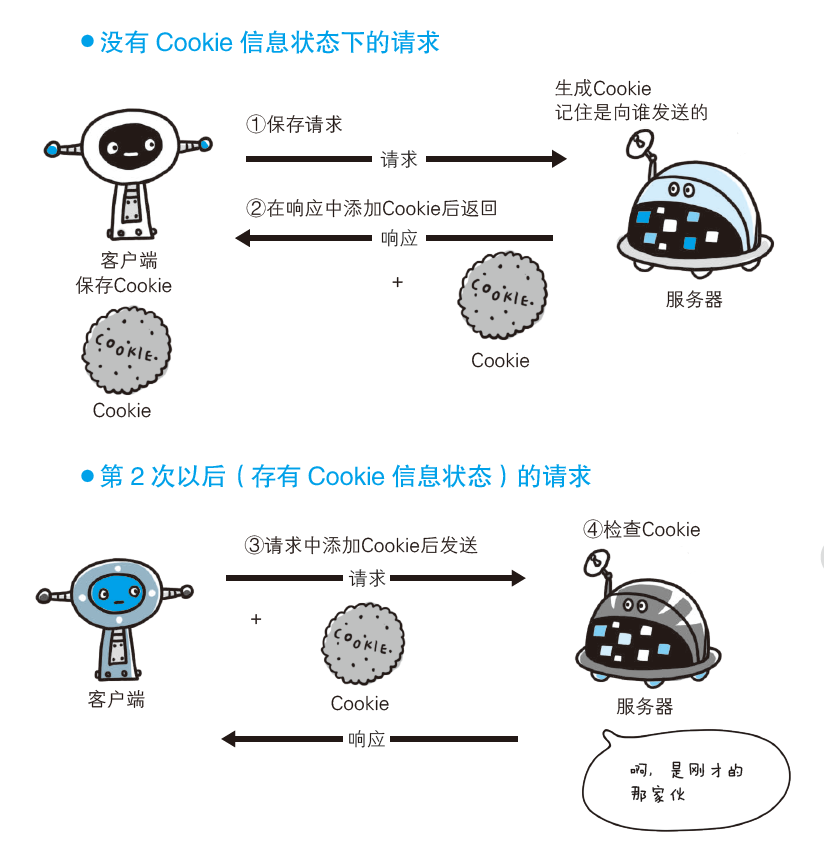 ●没有 Cookie 信息状态下的请求
生成Cookie
记住是向谁发送的
①保存请求
请求
②在响应中添加Cookie后返回
响应
客户端
保存Cookie
+
COOKIE.
服务器
COOKIE.
Cookie
Cookie
●第 2 次以后（存有 Cookie 信息状态）的请求
④检查Cookie
③请求中添加Cookie后发送
请求
+
COOKIE.
客户端
Cookie
服务器
响应
啊，是刚才的
那家伙